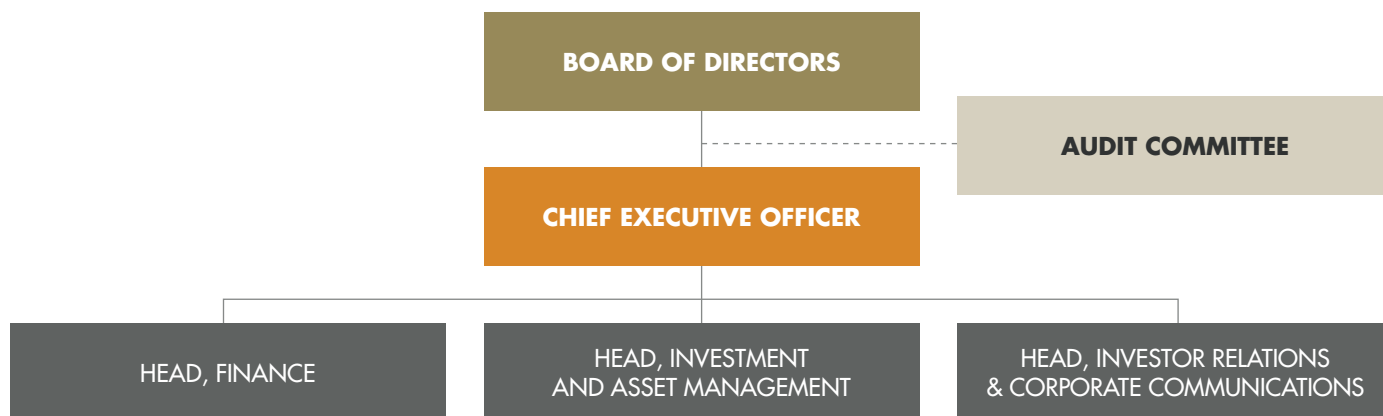 BOARD OF DIRECTORS
AUDIT COMMITTEE
CHIEF EXECUTIVE OFFICER
HEAD, FINANCE
HEAD, INVESTMENT
AND ASSET MANAGEMENT
HEAD, INVESTOR RELATIONS
& CORPORATE COMMUNICATIONS